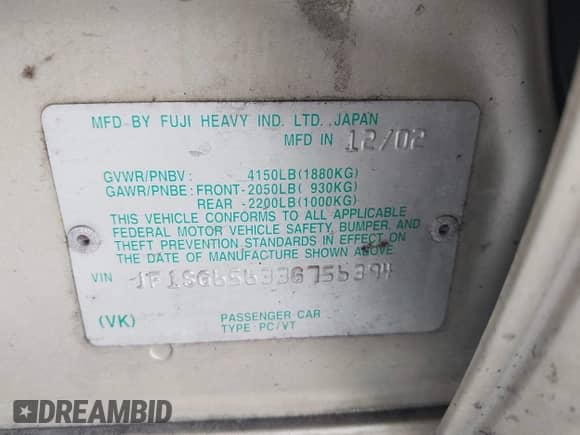 MFD BY FUJI HEAVY IND. LTD. ,JAPAN
MFD IN 12/02
GVWR/PNBV : 4150LB(1880KG)
GAWR/PNBE: FRONT-2050LB( 930KG)
REAR -2200LB(1000KG)
THIS VEHICLE CONFORMS TO ALL APPLICABLE
FEDERAL MOTOR VEHICLE SAFETY, BUMPER, AND
THEFT PREVENTION STANDARDS IN EFFECT ON
THE DATE OF MANUFACTURE SHOWN ABOVE.
VIN JF1SG65633G756394
(VK) PASSENGER CAR
TYPE: PC/VT
DREAMBID